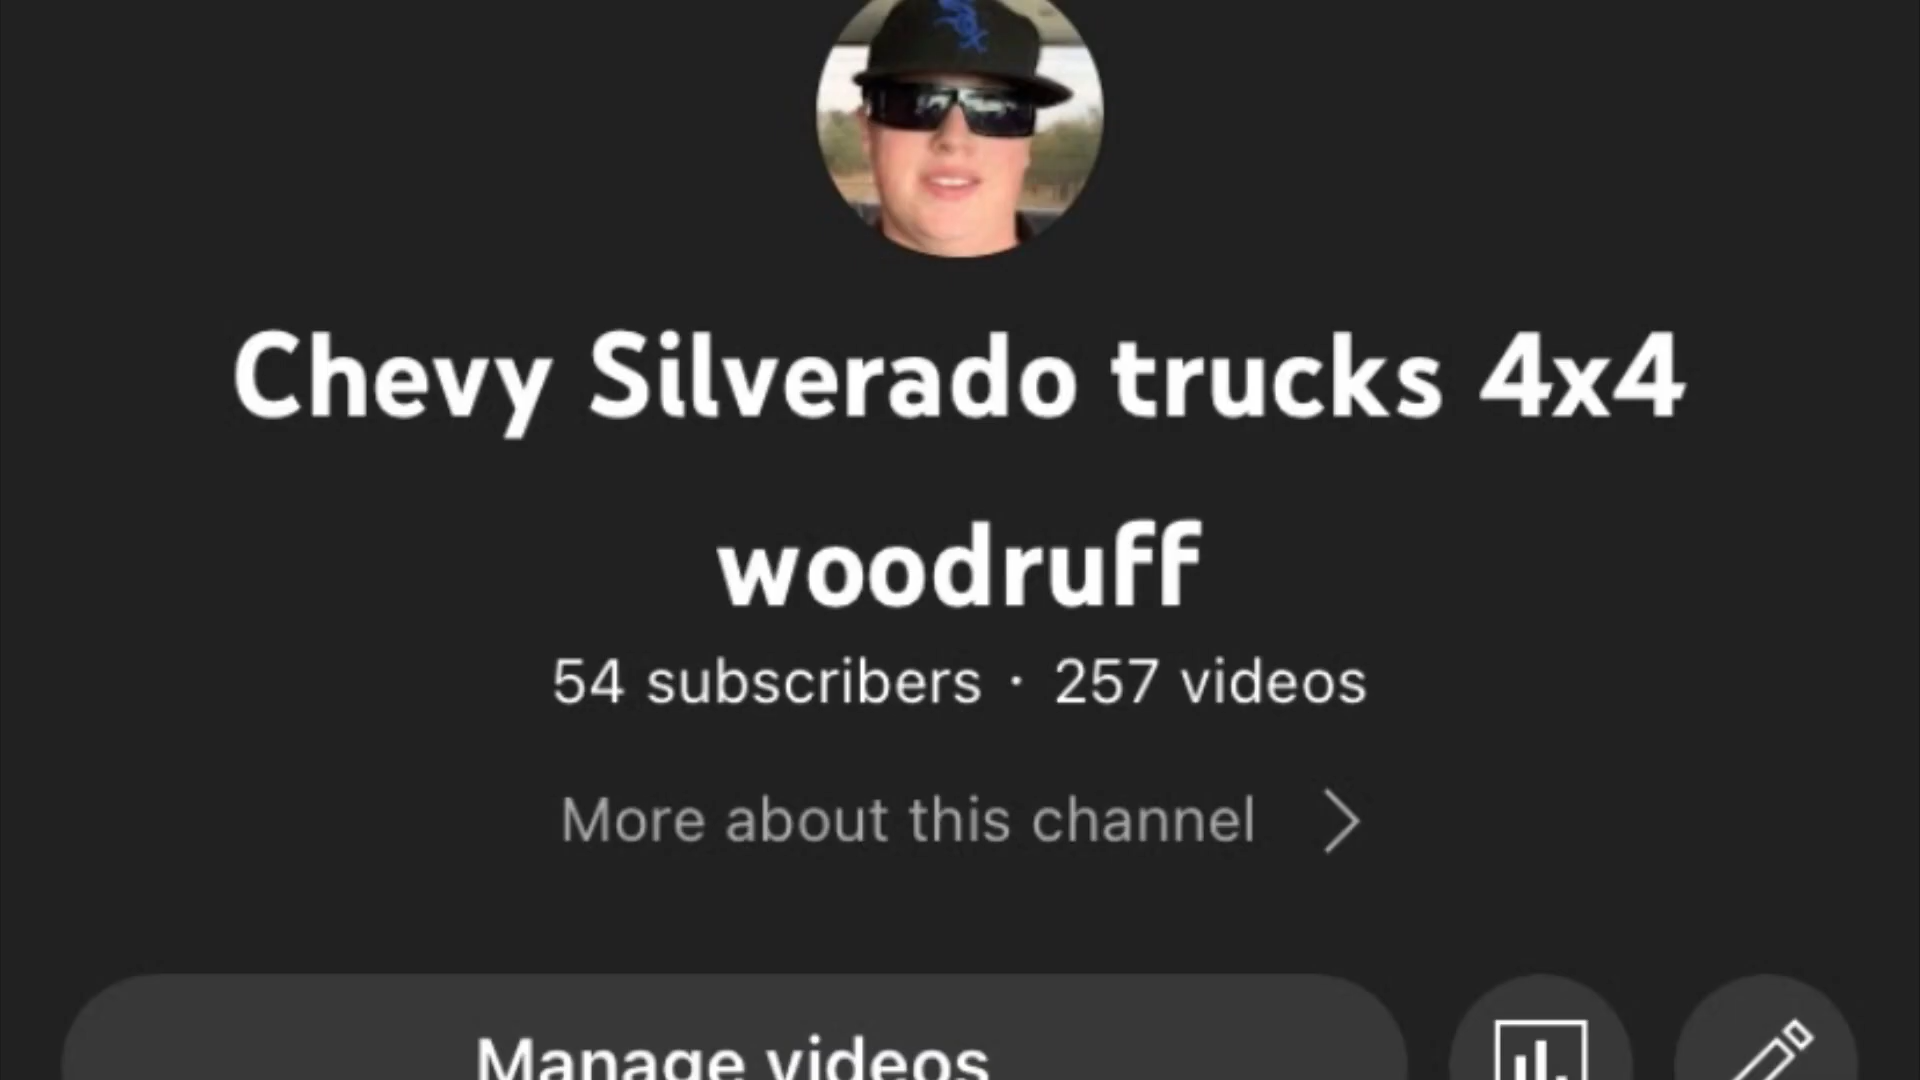 Chevy Silverado trucks 4x4
woodruff
54 subscribers · 257 videos
More about this channel
Manage videos